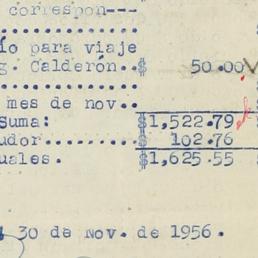 correspon---
ío para viaje
g. Calderón..$ 50.00
mes de nov..
Suma: $1,522.79
udor......... $ 102.76
uales. $1,625.55
30 de Nov. de 1956.